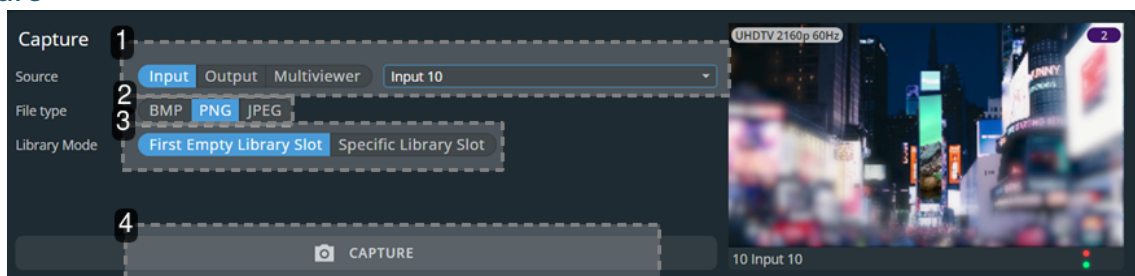 Capture
1
Source Input Output Multiviewer Input 10
2
File type BMP PNG JPEG
3
Library Mode First Empty Library Slot Specific Library Slot
4
CAPTURE
UHDTV 2160p 60Hz 2
10 Input 10